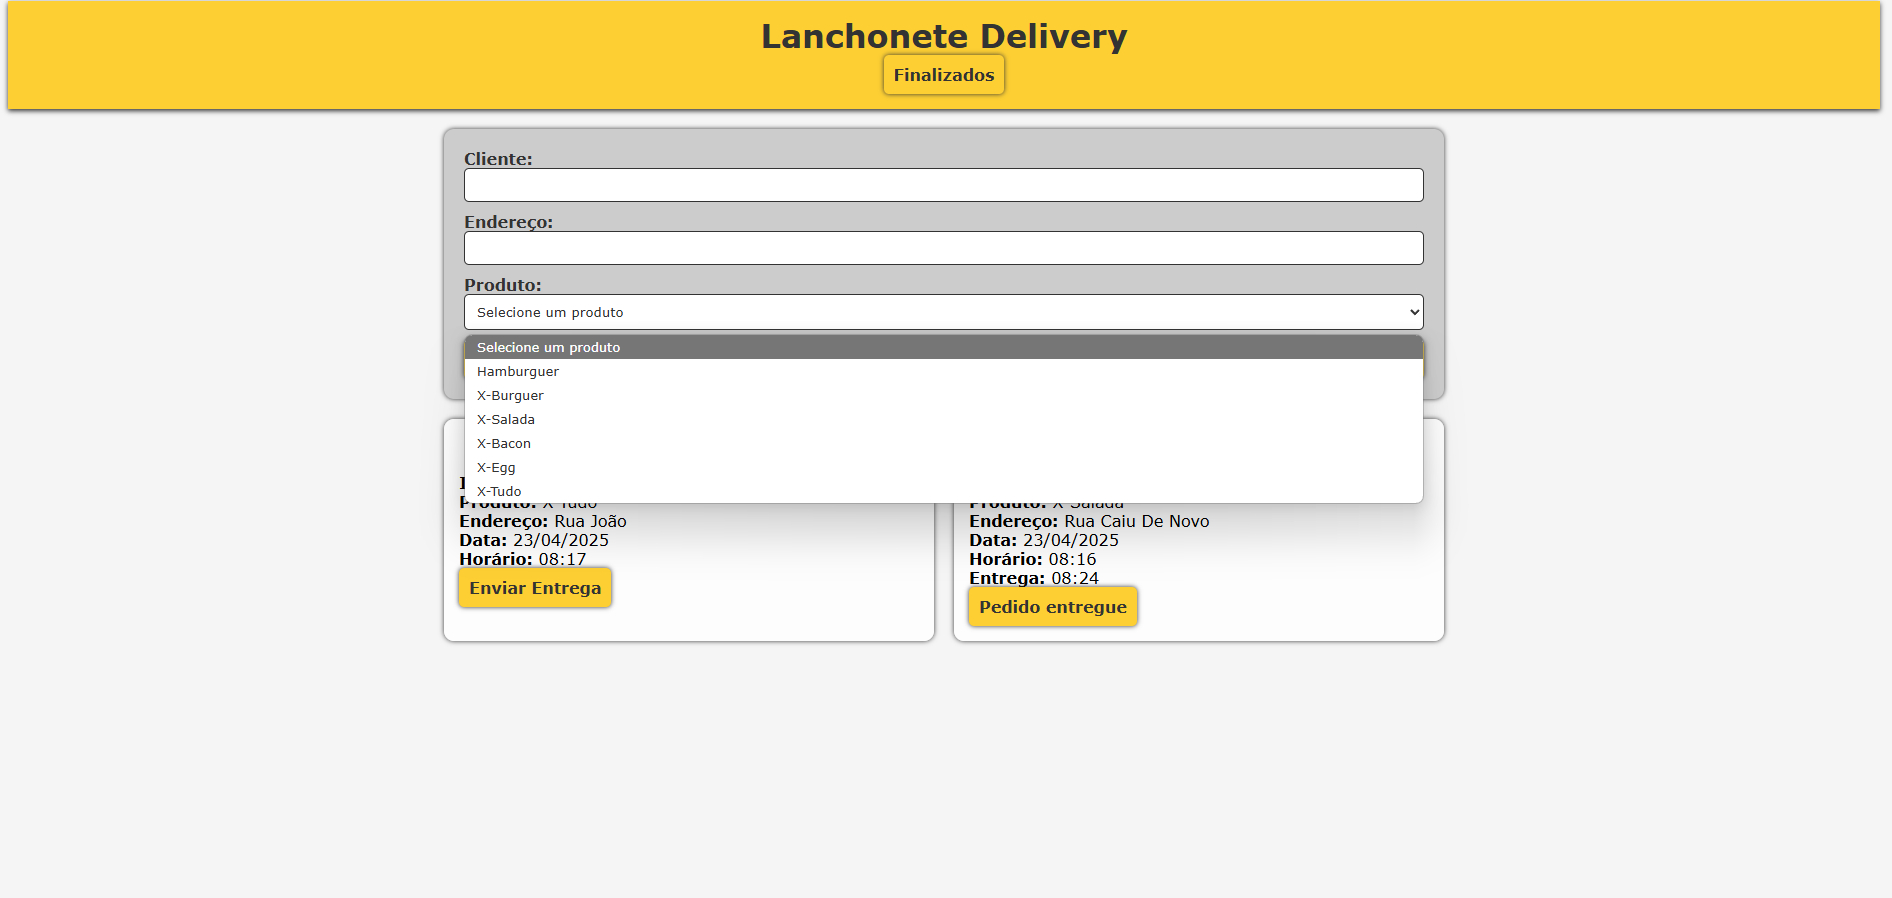 Lanchonete Delivery
Finalizados
Cliente:
Endereço:
Produto:
Selecione um produto
Selecione um produto
Hamburguer
X-Burguer
X-Salada
X-Bacon
X-Egg
X-Tudo
Produto: X-Tudo
Endereço: Rua João
Data: 23/04/2025
Horário: 08:17
Enviar Entrega
Produto: X-Salada
Endereço: Rua Caiu De Novo
Data: 23/04/2025
Horário: 08:16
Entrega: 08:24
Pedido entregue